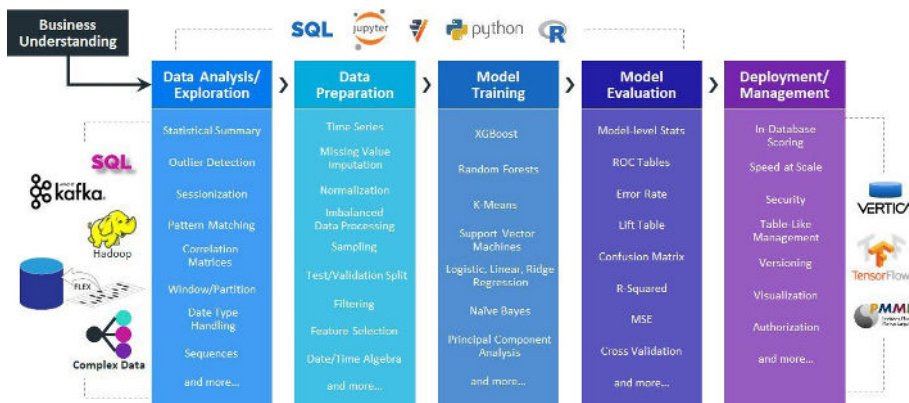 Business
Understanding
SQL
jupyter
python
R
Data Analysis/
Exploration
Statistical Summary
Outlier Detection
Sessionization
Pattern Matching
Correlation
Matrices
Window/Partition
Date Type
Handling
Sequences
and more...
Data
Preparation
Time Series
Missing Value
Imputation
Normalization
Imbalanced
Data Processing
Sampling
Test/Validation Split
Filtering
Feature Selection
Date/Time Algebra
and more...
Model
Training
XGBoost
Random Forests
K-Means
Support Vector
Machines
Logistic, Linear, Ridge
Regression
Naïve Bayes
Principal Component
Analysis
and more...
Model
Evaluation
Model-level Stats
ROC Tables
Error Rate
Lift Table
Confusion Matrix
R-Squared
MSE
Cross Validation
and more...
Deployment/
Management
In-Database
Scoring
Speed at Scale
Security
Table-Like
Management
Versioning
Visualization
Authorization
and more...
SQL
kafka
Hadoop
FLEX
Complex Data
VERTICA
TensorFlow
PMML